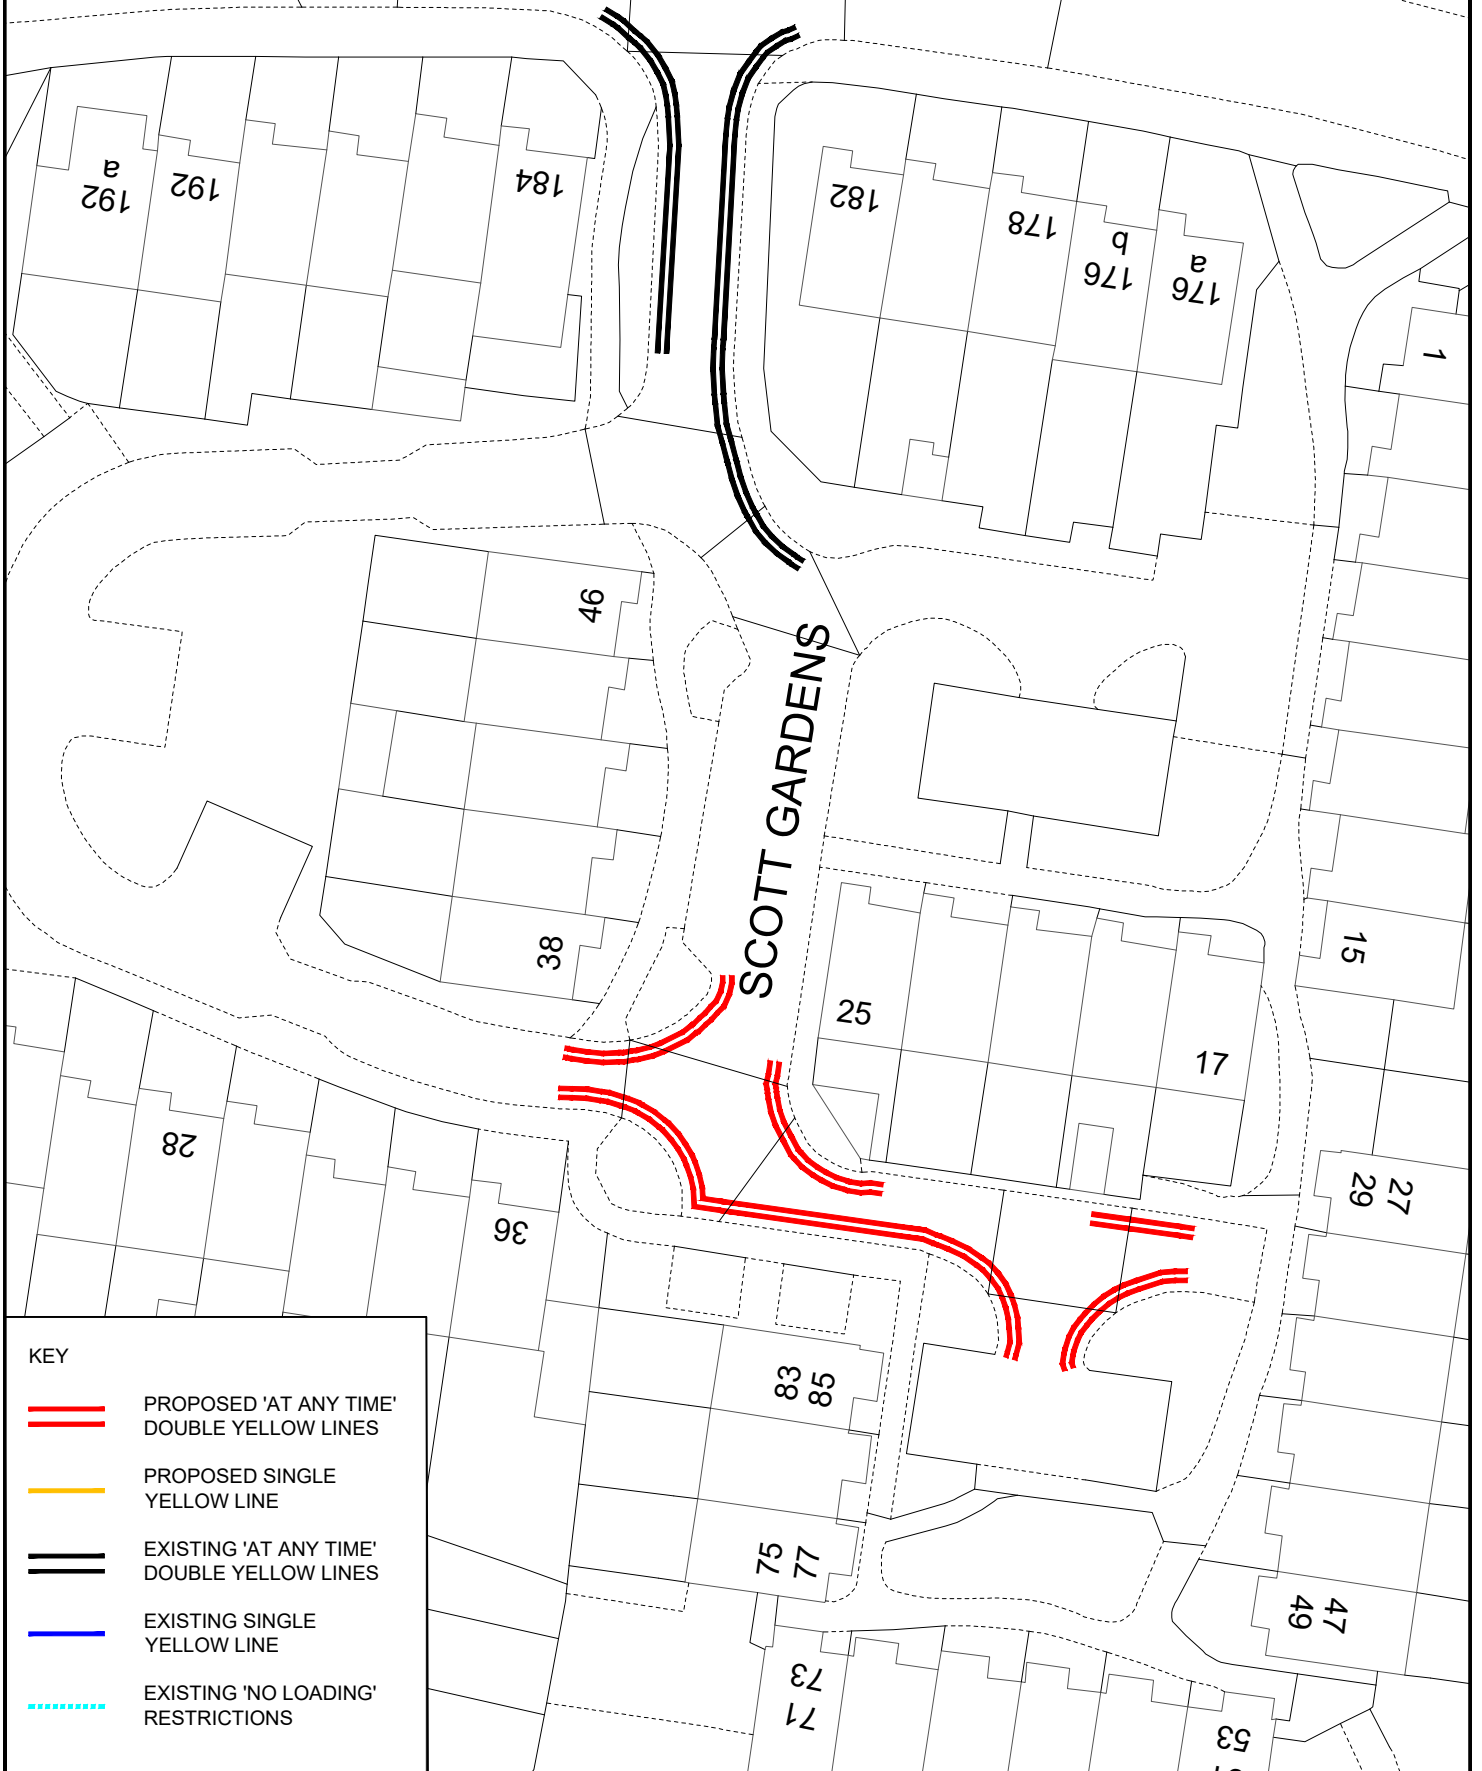 192
a
192
184
182
178
176
b
176
a
1
46
SCOTT GARDENS
38
15
25
17
28
36
29
27
83
85
75
77
49
47
73
71
53
KEY
PROPOSED 'AT ANY TIME'
DOUBLE YELLOW LINES
PROPOSED SINGLE
YELLOW LINE
EXISTING 'AT ANY TIME'
DOUBLE YELLOW LINES
EXISTING SINGLE
YELLOW LINE
EXISTING 'NO LOADING'
RESTRICTIONS